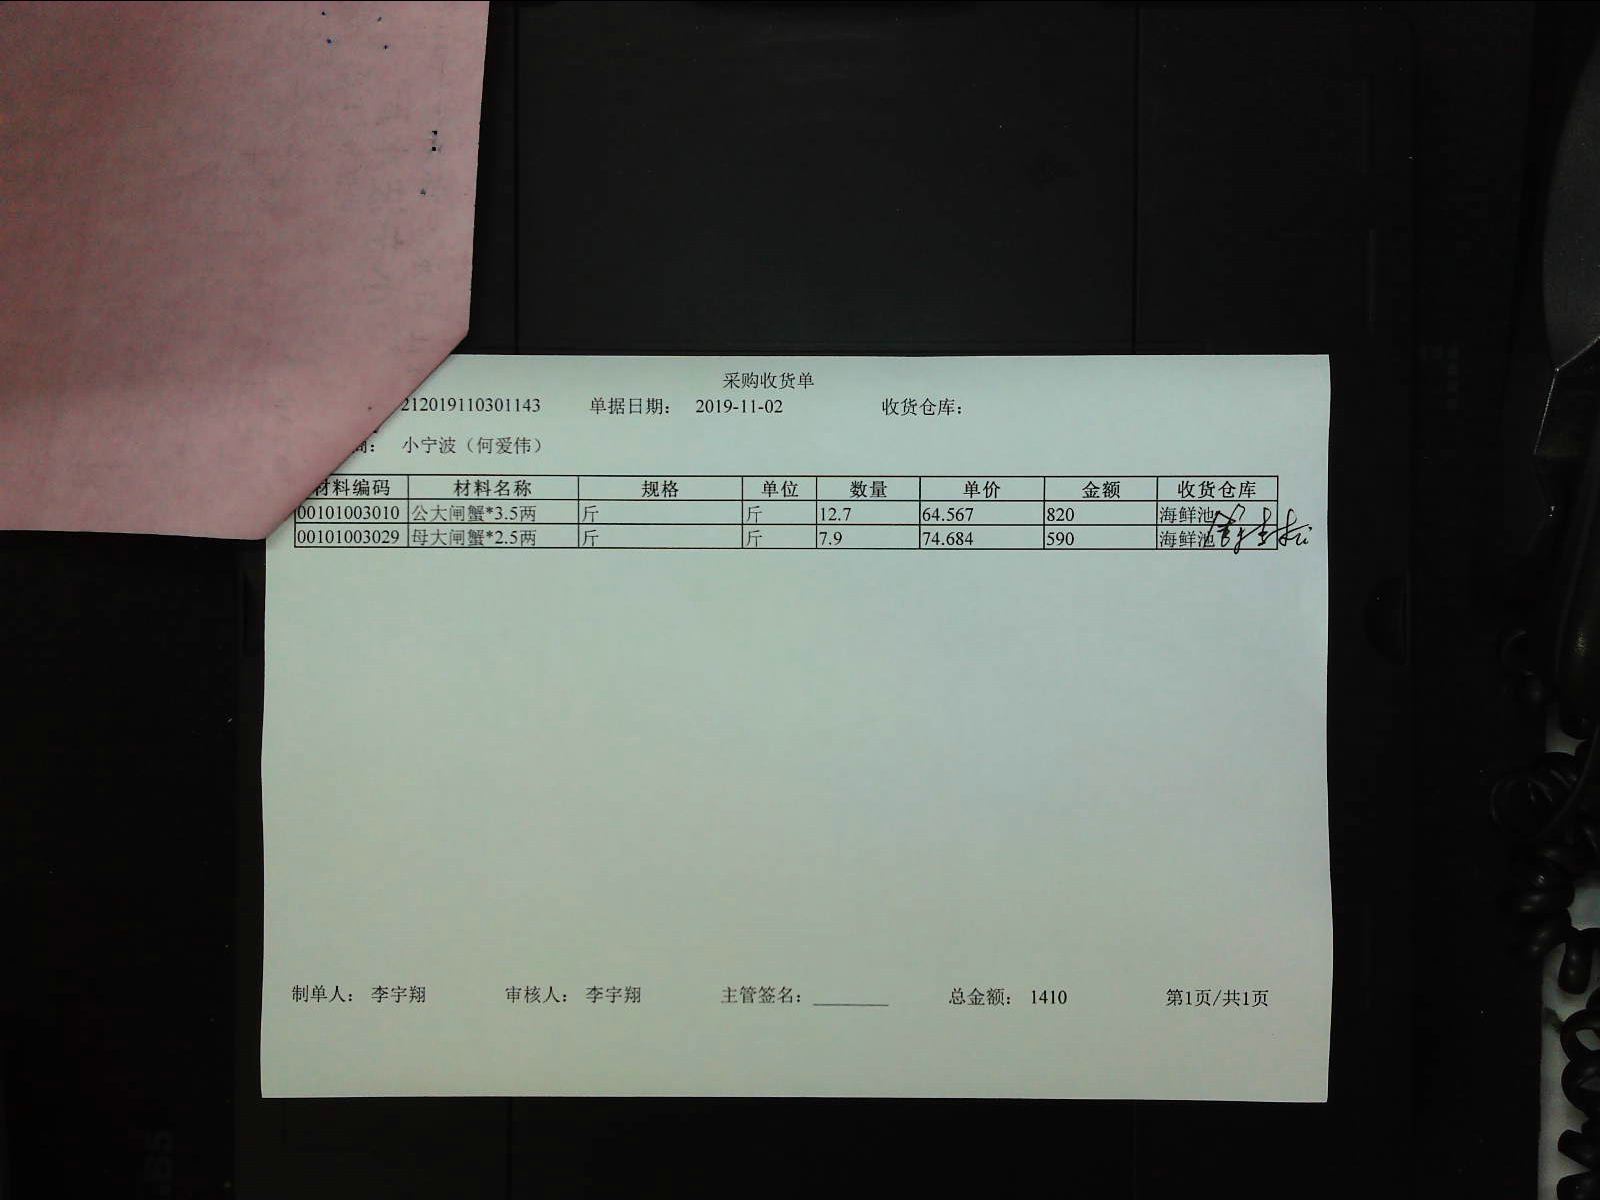 采购收货单
212019110301143 单据日期： 2019-11-02 收货仓库：
商： 小宁波（何爱伟）
材料编码 材料名称 规格 单位 数量 单价 金额 收货仓库
00101003010 公大闸蟹*3.5两 斤 斤 12.7 64.567 820 海鲜池
00101003029 母大闸蟹*2.5两 斤 斤 7.9 74.684 590 海鲜池
制单人： 李宇翔 审核人： 李宇翔 主管签名： 总金额： 1410 第1页/共1页